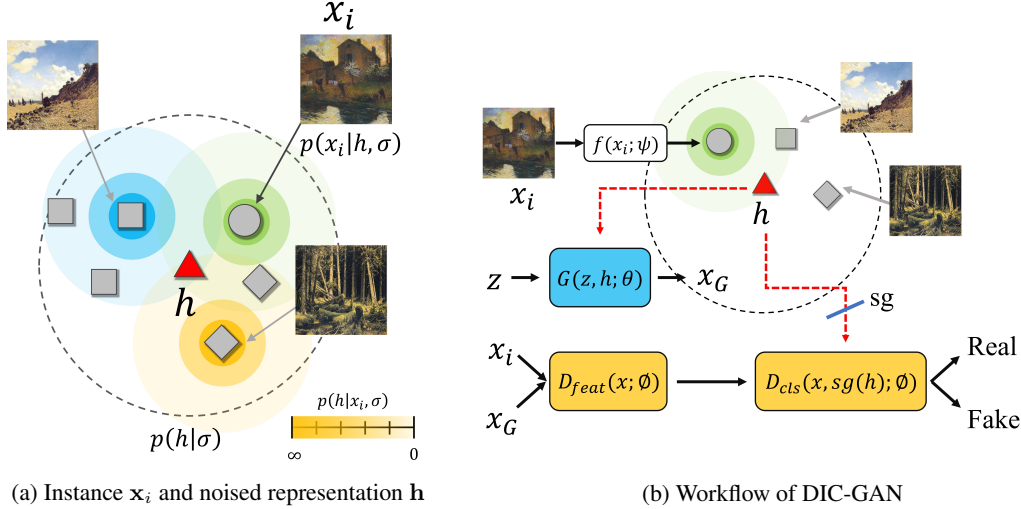 x_i
p(x_i|h, σ)
h
p(h|x_i, σ)
∞
0
p(h|σ)
(a) Instance x_i and noised representation h
x_i
f(x_i; ψ)
h
z
G(z, h; θ)
x_G
sg
x_i
x_G
D_feat(x; ∅)
D_cls(x, sg(h); ∅)
Real
Fake
(b) Workflow of DIC-GAN